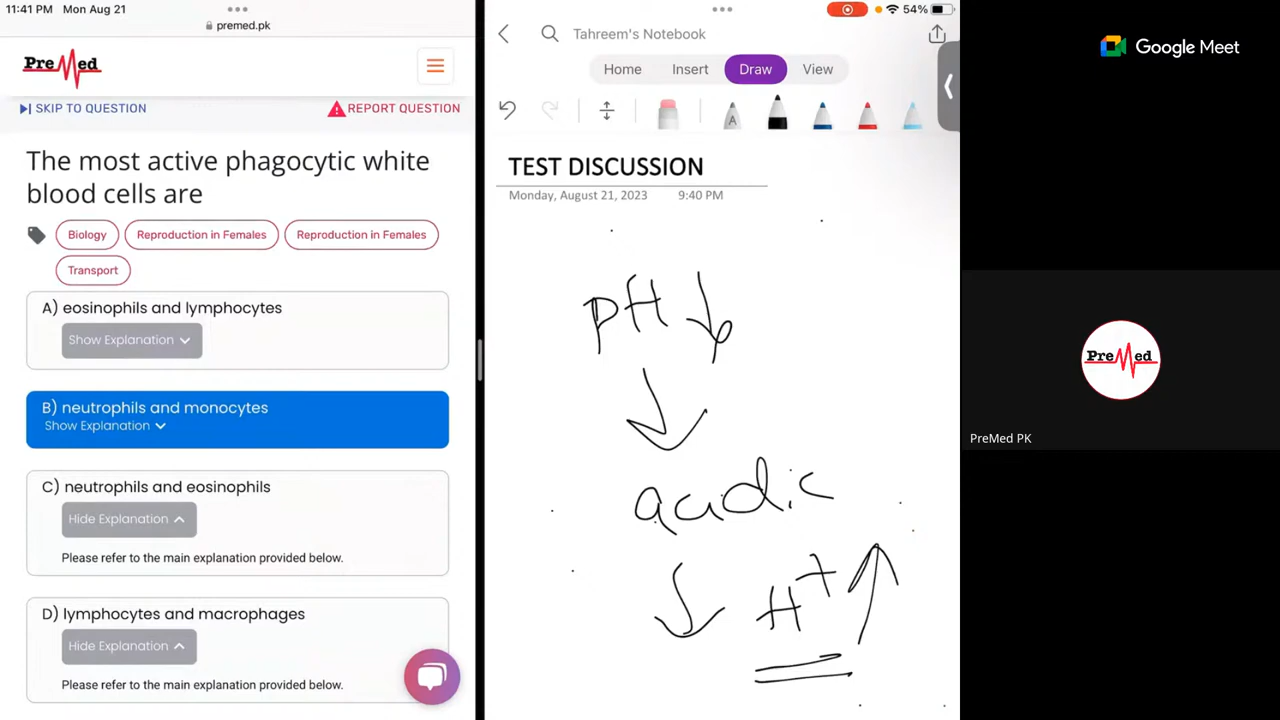 11:41 PM Mon Aug 21
premed.pk
PreMed
SKIP TO QUESTION
REPORT QUESTION
The most active phagocytic white
blood cells are
Biology
Reproduction in Females
Reproduction in Females
Transport
A) eosinophils and lymphocytes
Show Explanation
B) neutrophils and monocytes
Show Explanation
C) neutrophils and eosinophils
Hide Explanation
Please refer to the main explanation provided below.
D) lymphocytes and macrophages
Hide Explanation
Please refer to the main explanation provided below.
54%
Tahreem's Notebook
Home Insert Draw View
A
TEST DISCUSSION
Monday, August 21, 2023 9:40 PM
pH ↓
↓
acidic
↓ H+ ↑
Google Meet
PreMed
PreMed PK